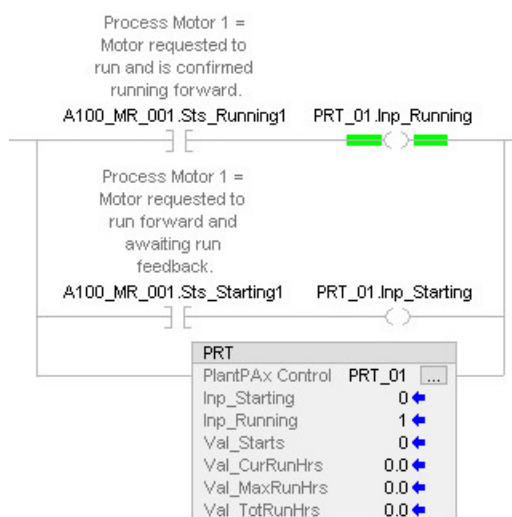 Process Motor 1 =
Motor requested to
run and is confirmed
running forward.
A100_MR_001.Sts_Running1 PRT_01.Inp_Running
Process Motor 1 =
Motor requested to
run forward and
awaiting run
feedback.
A100_MR_001.Sts_Starting1 PRT_01.Inp_Starting
PRT
PlantPAx Control PRT_01 ...
Inp_Starting 0
Inp_Running 1
Val_Starts 0
Val_CurRunHrs 0.0
Val_MaxRunHrs 0.0
Val_TotRunHrs 0.0